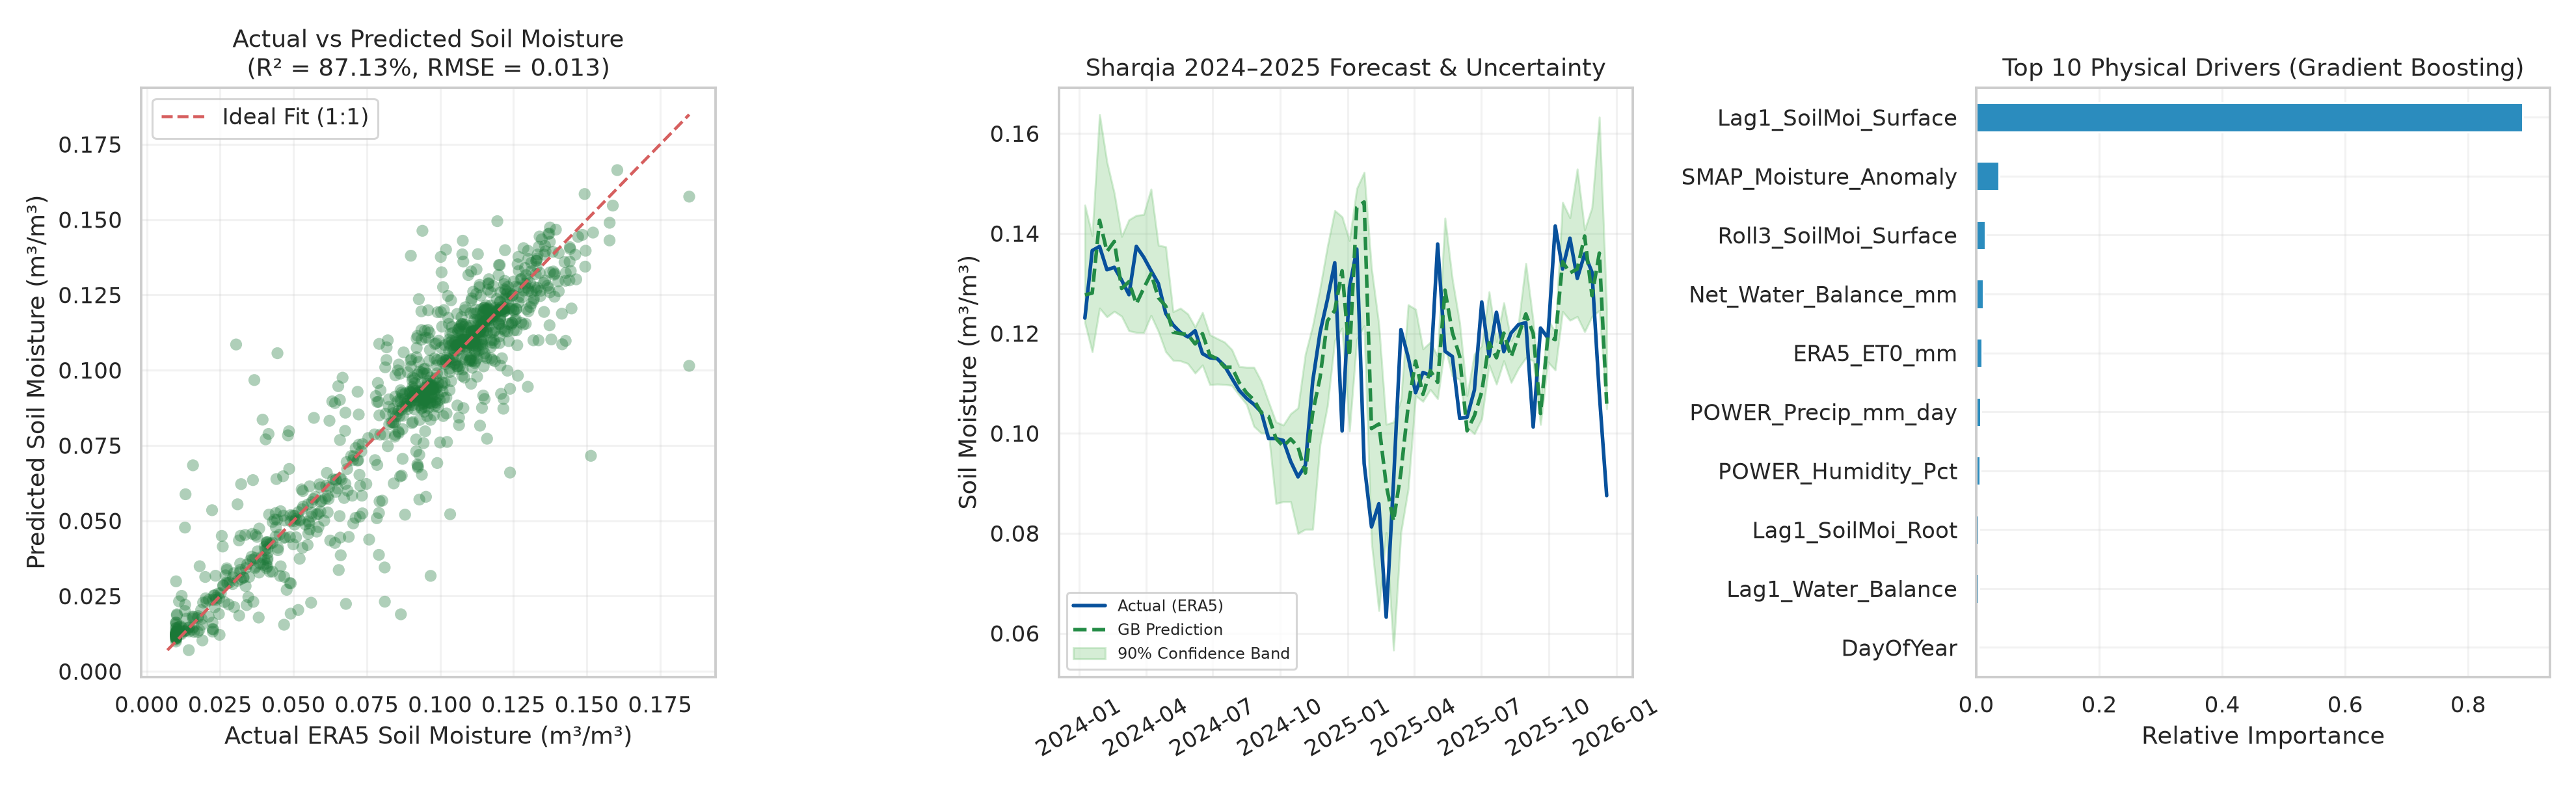 Actual vs Predicted Soil Moisture
(R² = 87.13%, RMSE = 0.013)
Ideal Fit (1:1)
Predicted Soil Moisture (m³/m³)
0.175
0.150
0.125
0.100
0.075
0.050
0.025
0.000
0.000 0.025 0.050 0.075 0.100 0.125 0.150 0.175
Actual ERA5 Soil Moisture (m³/m³)
Sharqia 2024–2025 Forecast & Uncertainty
Soil Moisture (m³/m³)
0.16
0.14
0.12
0.10
0.08
0.06
Actual (ERA5)
GB Prediction
90% Confidence Band
2024-01 2024-04 2024-07 2024-10 2025-01 2025-04 2025-07 2025-10 2026-01
Top 10 Physical Drivers (Gradient Boosting)
Lag1_SoilMoi_Surface
SMAP_Moisture_Anomaly
Roll3_SoilMoi_Surface
Net_Water_Balance_mm
ERA5_ET0_mm
POWER_Precip_mm_day
POWER_Humidity_Pct
Lag1_SoilMoi_Root
Lag1_Water_Balance
DayOfYear
0.0 0.2 0.4 0.6 0.8
Relative Importance